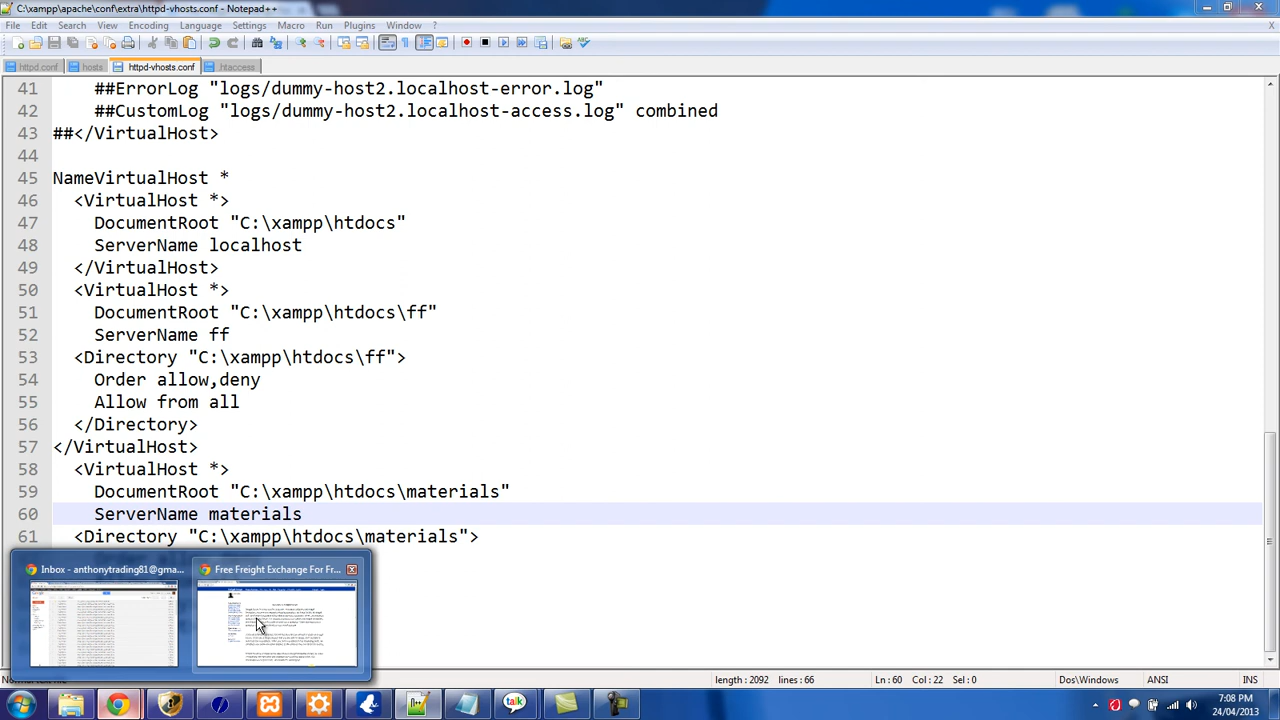 C:\xampp\apache\conf\extra\httpd-vhosts.conf - Notepad++
File Edit Search View Encoding Language Settings Macro Run Plugins Window ? X
httpd.conf hosts httpd-vhosts.conf .htaccess
41 ##ErrorLog "logs/dummy-host2.localhost-error.log"
42 ##CustomLog "logs/dummy-host2.localhost-access.log" combined
43 ##</VirtualHost>
44
45 NameVirtualHost *
46 <VirtualHost *>
47 DocumentRoot "C:\xampp\htdocs"
48 ServerName localhost
49 </VirtualHost>
50 <VirtualHost *>
51 DocumentRoot "C:\xampp\htdocs\ff"
52 ServerName ff
53 <Directory "C:\xampp\htdocs\ff">
54 Order allow,deny
55 Allow from all
56 </Directory>
57 </VirtualHost>
58 <VirtualHost *>
59 DocumentRoot "C:\xampp\htdocs\materials"
60 ServerName materials
61 <Directory "C:\xampp\htdocs\materials">
Inbox - anthonytrading81@gma... Free Freight Exchange For Fr...
length : 2092 lines : 66 Ln : 60 Col : 22 Sel : 0 Dos\Windows ANSI INS
talk
7:08 PM
24/04/2013